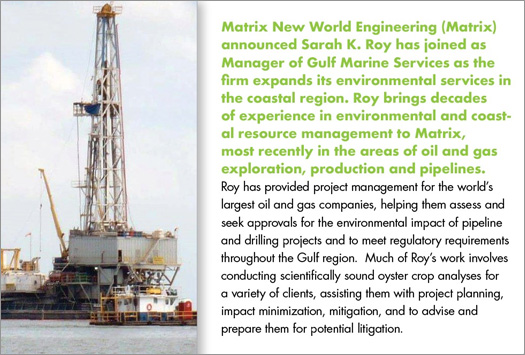 Matrix New World Engineering (Matrix)
announced Sarah K. Roy has joined as
Manager of Gulf Marine Services as the
firm expands its environmental services in
the coastal region. Roy brings decades
of experience in environmental and coast-
al resource management to Matrix,
most recently in the areas of oil and gas
exploration, production and pipelines.
Roy has provided project management for the world's
largest oil and gas companies, helping them assess and
seek approvals for the environmental impact of pipeline
and drilling projects and to meet regulatory requirements
throughout the Gulf region.  Much of Roy's work involves
conducting scientifically sound oyster crop analyses for
a variety of clients, assisting them with project planning,
impact minimization, mitigation, and to advise and
prepare them for potential litigation.